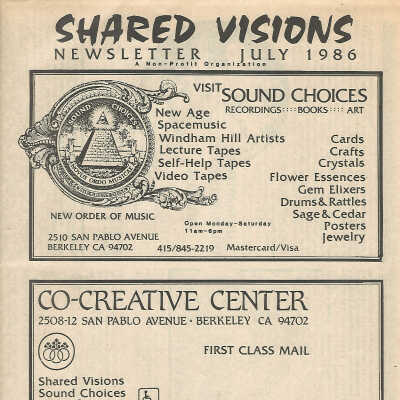 SHARED VISIONS
NEWSLETTER JULY 1986
A Non-Profit Organization
VISIT SOUND CHOICES
RECORDINGS::::BOOKS::::ART
SOUND CHOICES
New Age
Spacemusic
Windham Hill Artists
Lecture Tapes
Self-Help Tapes
Video Tapes
Cards
Crafts
Crystals
Flower Essences
Gem Elixers
Drums & Rattles
Sage & Cedar
Posters
Jewelry
NEW ORDER OF MUSIC
Open Monday-Saturday
11am-6pm
2510 SAN PABLO AVENUE
BERKELEY CA 94702
415/845-2219 Mastercard/Visa
CO-CREATIVE CENTER
2508-12 SAN PABLO AVENUE • BERKELEY CA 94702
FIRST CLASS MAIL
Shared Visions
Sound Choices